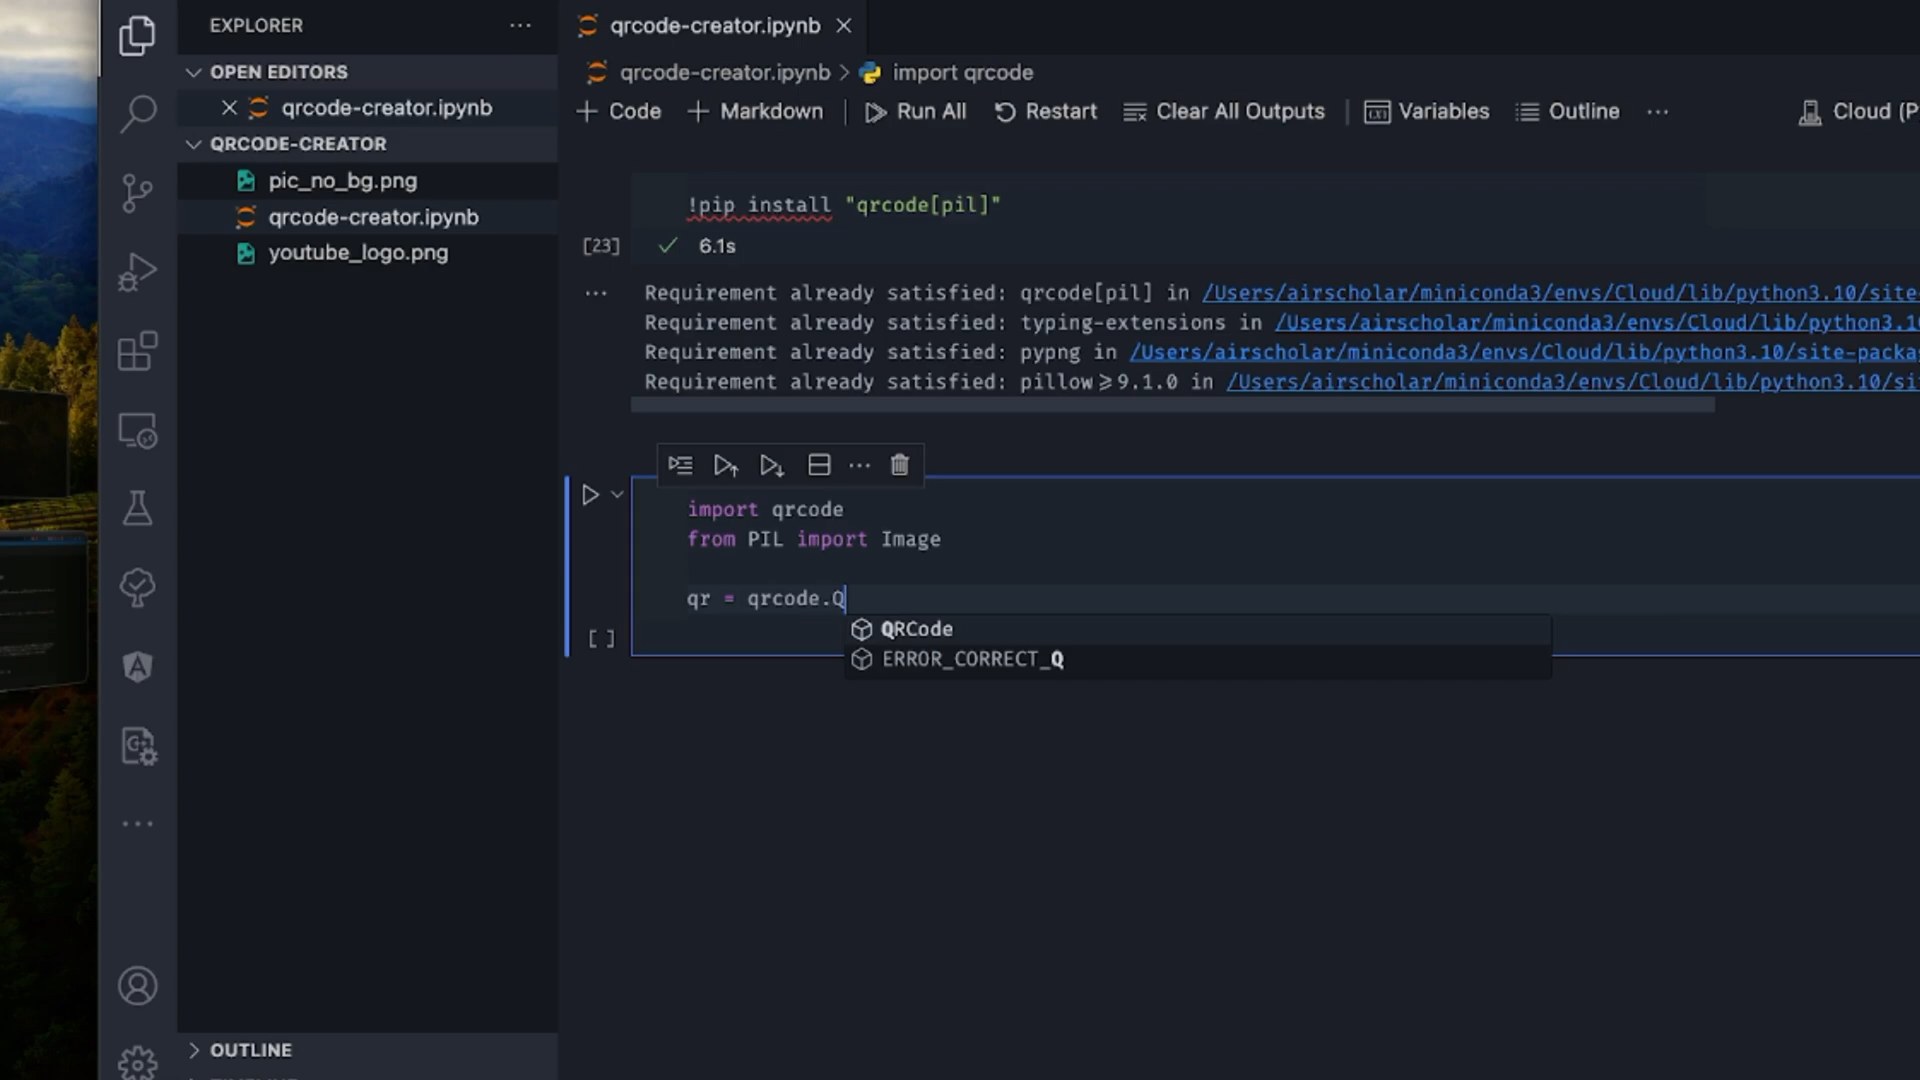 EXPLORER
OPEN EDITORS
qrcode-creator.ipynb
QRCODE-CREATOR
pic_no_bg.png
qrcode-creator.ipynb
youtube_logo.png
OUTLINE
qrcode-creator.ipynb
qrcode-creator.ipynb > import qrcode
+ Code + Markdown Run All Restart Clear All Outputs Variables Outline ··· Cloud (P
!pip install "qrcode[pil]"
[23] ✓ 6.1s
Requirement already satisfied: qrcode[pil] in /Users/airscholar/miniconda3/envs/Cloud/lib/python3.10/site-
Requirement already satisfied: typing-extensions in /Users/airscholar/miniconda3/envs/Cloud/lib/python3.10
Requirement already satisfied: pypng in /Users/airscholar/miniconda3/envs/Cloud/lib/python3.10/site-packa
Requirement already satisfied: pillow>=9.1.0 in /Users/airscholar/miniconda3/envs/Cloud/lib/python3.10/si
import qrcode
from PIL import Image
qr = qrcode.Q
[ ]
QRCode
ERROR_CORRECT_Q